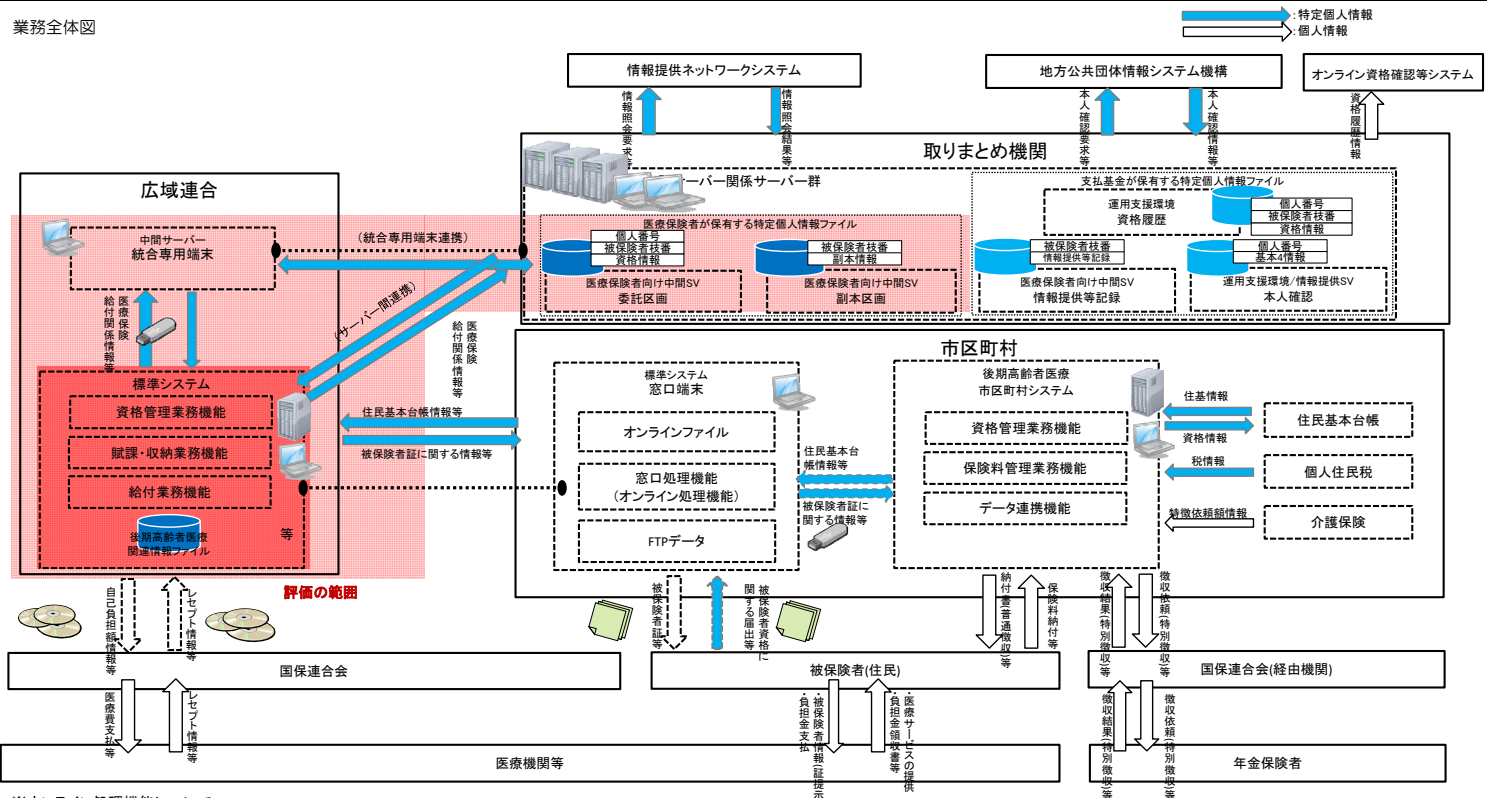 業務全体図
:特定個人情報
:個人情報
情報提供ネットワークシステム
地方公共団体情報システム機構
オンライン資格確認等システム
情報照会要求等
情報照会結果等
本人確認要求等
本人確認情報等
資格履歴情報
取りまとめ機関
ーバー関係サーバー群
医療保険者が保有する特定個人情報ファイル
個人番号
被保険者枝番
資格情報
医療保険者向け中間SV
委託区画
被保険者枝番
副本情報
医療保険者向け中間SV
副本区画
支払基金が保有する特定個人情報ファイル
運用支援環境
資格履歴
個人番号
被保険者枝番
資格情報
被保険者枝番
情報提供等記録
医療保険者向け中間SV
情報提供等記録
個人番号
基本4情報
運用支援環境/情報提供SV
本人確認
広域連合
中間サーバー
統合専用端末
(統合専用端末連携)
(サーバー間連携)
医療保険
給付関係情報等
医療保険
給付関係情報等
標準システム
資格管理業務機能
賦課・収納業務機能
給付業務機能
後期高齢者医療
関連情報ファイル
等
評価の範囲
住民基本台帳情報等
被保険者証に関する情報等
市区町村
標準システム
窓口端末
オンラインファイル
窓口処理機能
(オンライン処理機能)
FTPデータ
住民基本台
帳情報等
被保険者証に
関する情報等
後期高齢者医療
市区町村システム
資格管理業務機能
保険料管理業務機能
データ連携機能
住基情報
資格情報
税情報
特徴依頼額情報
住民基本台帳
個人住民税
介護保険
自己負担額情報等
レセプト情報等
被保険者証等
被保険者資格に
関する届出等
納付書(普通徴収)等
保険料納付等
徴収結果(特別徴収)等
徴収依頼(特別徴収)等
国保連合会
被保険者(住民)
国保連合会(経由機関)
医療費支払等
レセプト情報等
・被保険者情報(証提示
・負担金支払
・医療サービスの提供
・負担金領収書等
徴収結果(特別徴収)等
徴収依頼(特別徴収)等
医療機関等
年金保険者